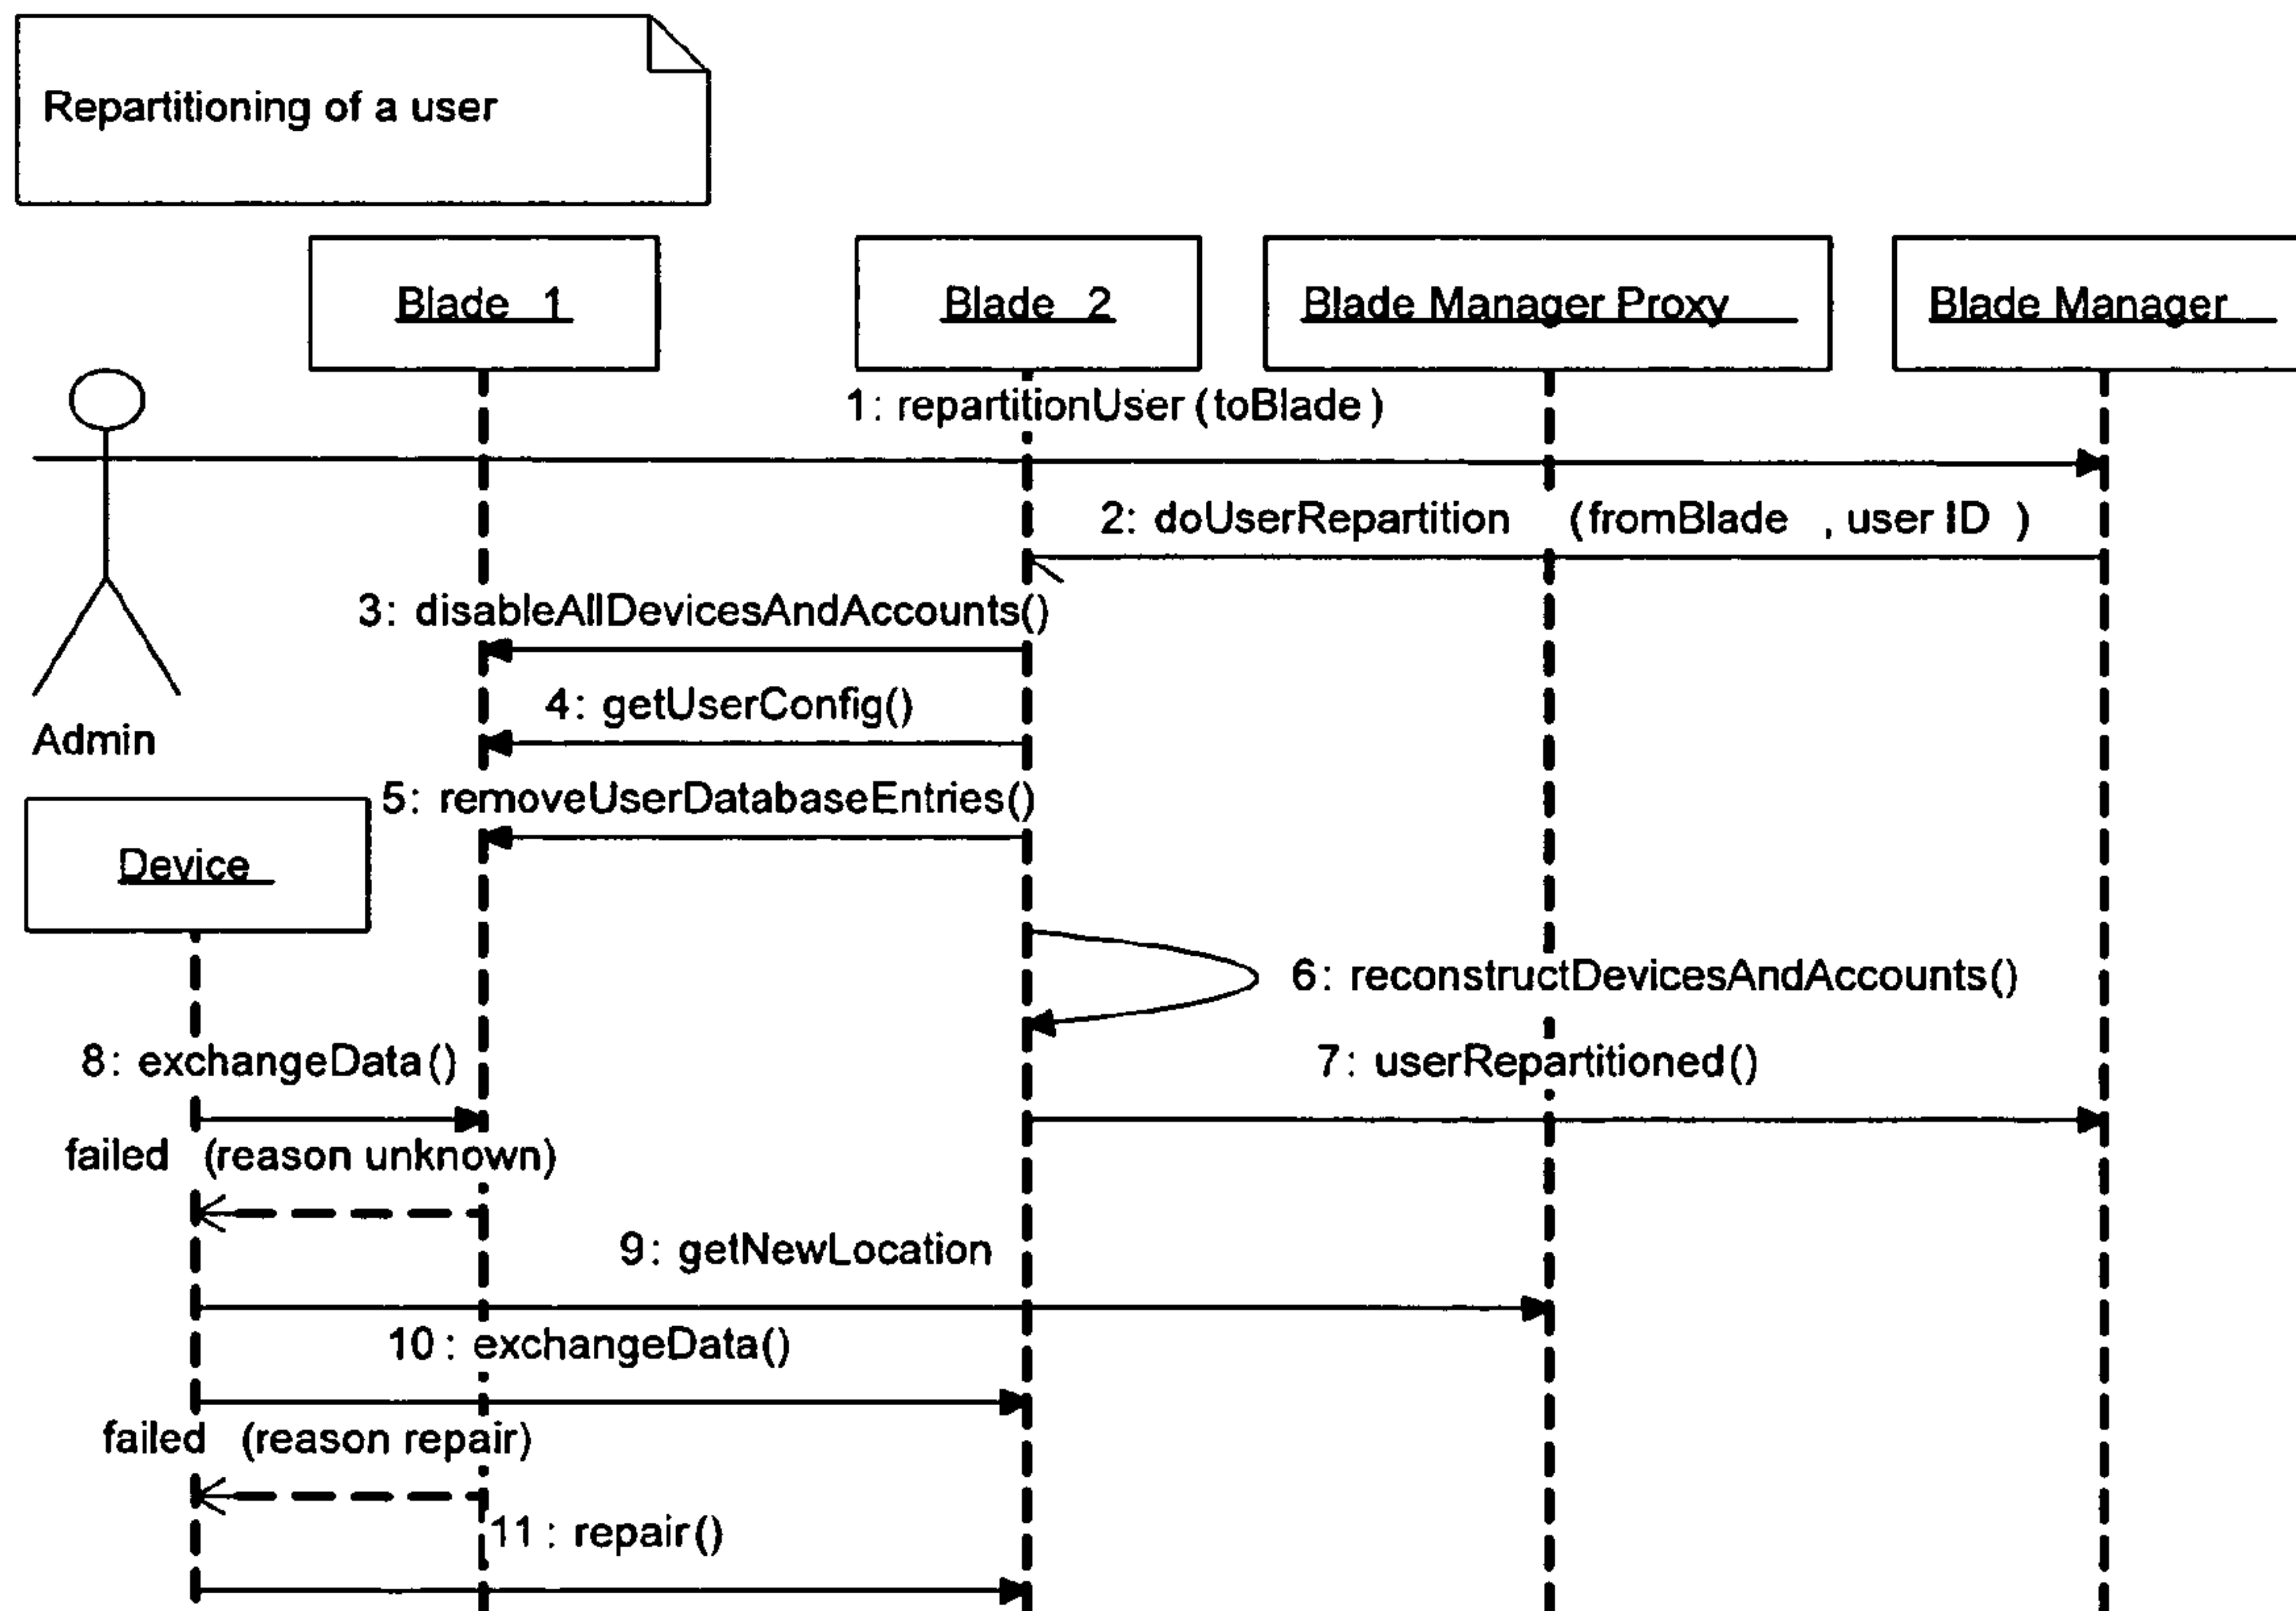 Repartitioning of a user
Blade 1
Blade 2
Blade Manager Proxy
Blade Manager
1: repartitionUser (toBlade)
2: doUserRepartition (fromBlade , user ID )
3: disableAllDevicesAndAccounts()
4: getUserConfig()
Admin
5: removeUserDatabaseEntries()
Device
6: reconstructDevicesAndAccounts()
8: exchangeData()
7: userRepartitioned()
failed (reason unknown)
9: getNewLocation
10: exchangeData()
failed (reason repair)
11: repair()